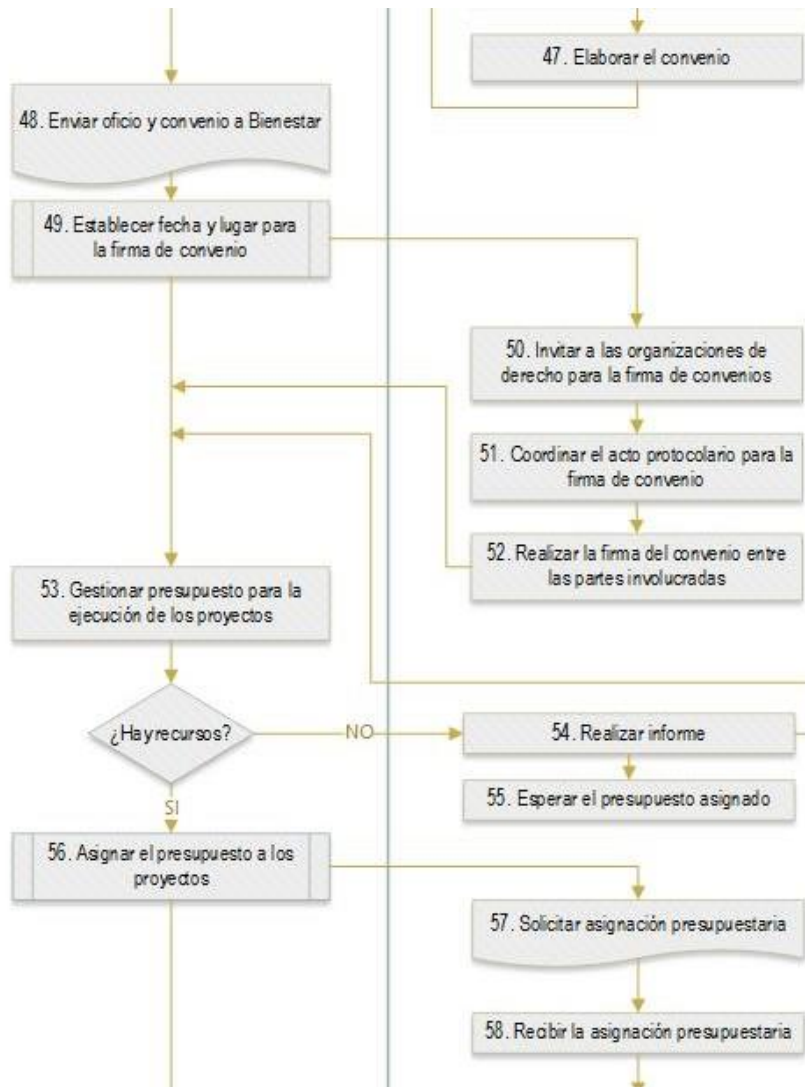 47. Elaborar el convenio
48. Enviar oficio y convenio a Bienestar
49. Establecer fecha y lugar para
la firma de convenio
50. Invitar a las organizaciones de
derecho para la firma de convenios
51. Coordinar el acto protocolario para la
firma de convenio
52. Realizar la firma del convenio entre
las partes involucradas
53. Gestionar presupuesto para la
ejecución de los proyectos
¿Hay recursos?
NO
54. Realizar informe
55. Esperar el presupuesto asignado
SI
56. Asignar el presupuesto a los
proyectos
57. Solicitar asignación presupuestaria
58. Recibir la asignación presupuestaria